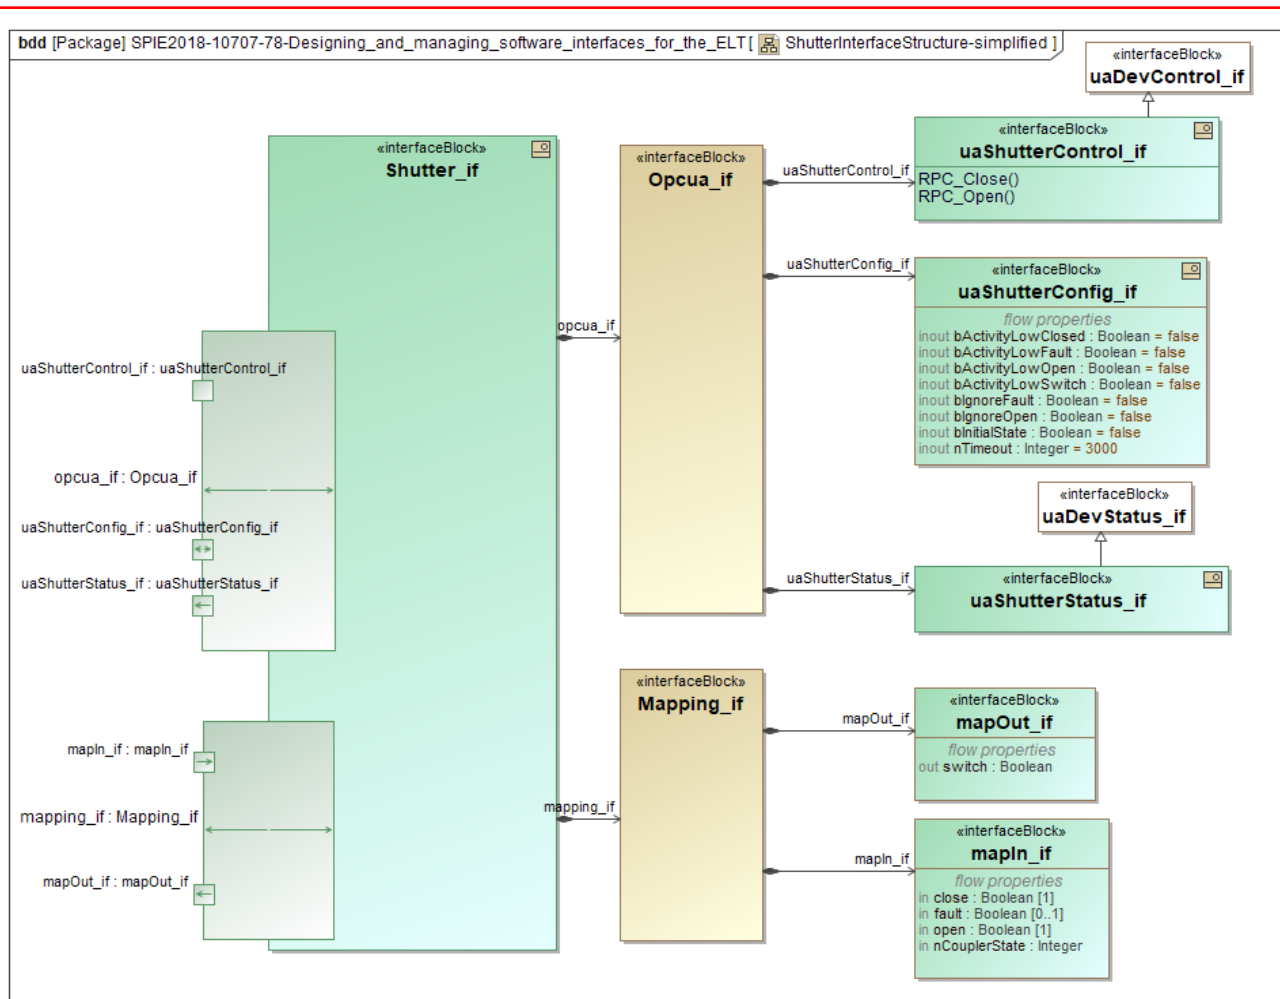 bdd [Package] SPIE2018-10707-78-Designing_and_managing_software_interfaces_for_the_ELT[ ShutterInterfaceStructure-simplified ]
«interfaceBlock»
uaDevControl_if
«interfaceBlock»
Shutter_if
«interfaceBlock»
Opcua_if
uaShutterControl_if
«interfaceBlock»
uaShutterControl_if
RPC_Close()
RPC_Open()
uaShutterConfig_if
«interfaceBlock»
uaShutterConfig_if
flow properties
inout bActivityLowClosed : Boolean = false
inout bActivityLowFault : Boolean = false
inout bActivityLowOpen : Boolean = false
inout bActivityLowSwitch : Boolean = false
inout bIgnoreFault : Boolean = false
inout bIgnoreOpen : Boolean = false
inout bInitialState : Boolean = false
inout nTimeout : Integer = 3000
opcua_if
uaShutterControl_if : uaShutterControl_if
opcua_if : Opcua_if
uaShutterConfig_if : uaShutterConfig_if
uaShutterStatus_if : uaShutterStatus_if
«interfaceBlock»
uaDevStatus_if
uaShutterStatus_if
«interfaceBlock»
uaShutterStatus_if
«interfaceBlock»
Mapping_if
mapOut_if
«interfaceBlock»
mapOut_if
flow properties
out switch : Boolean
mapIn_if : mapIn_if
mapping_if : Mapping_if
mapOut_if : mapOut_if
mapping_if
mapIn_if
«interfaceBlock»
mapIn_if
flow properties
in close : Boolean [1]
in fault : Boolean [0..1]
in open : Boolean [1]
in nCouplerState : Integer